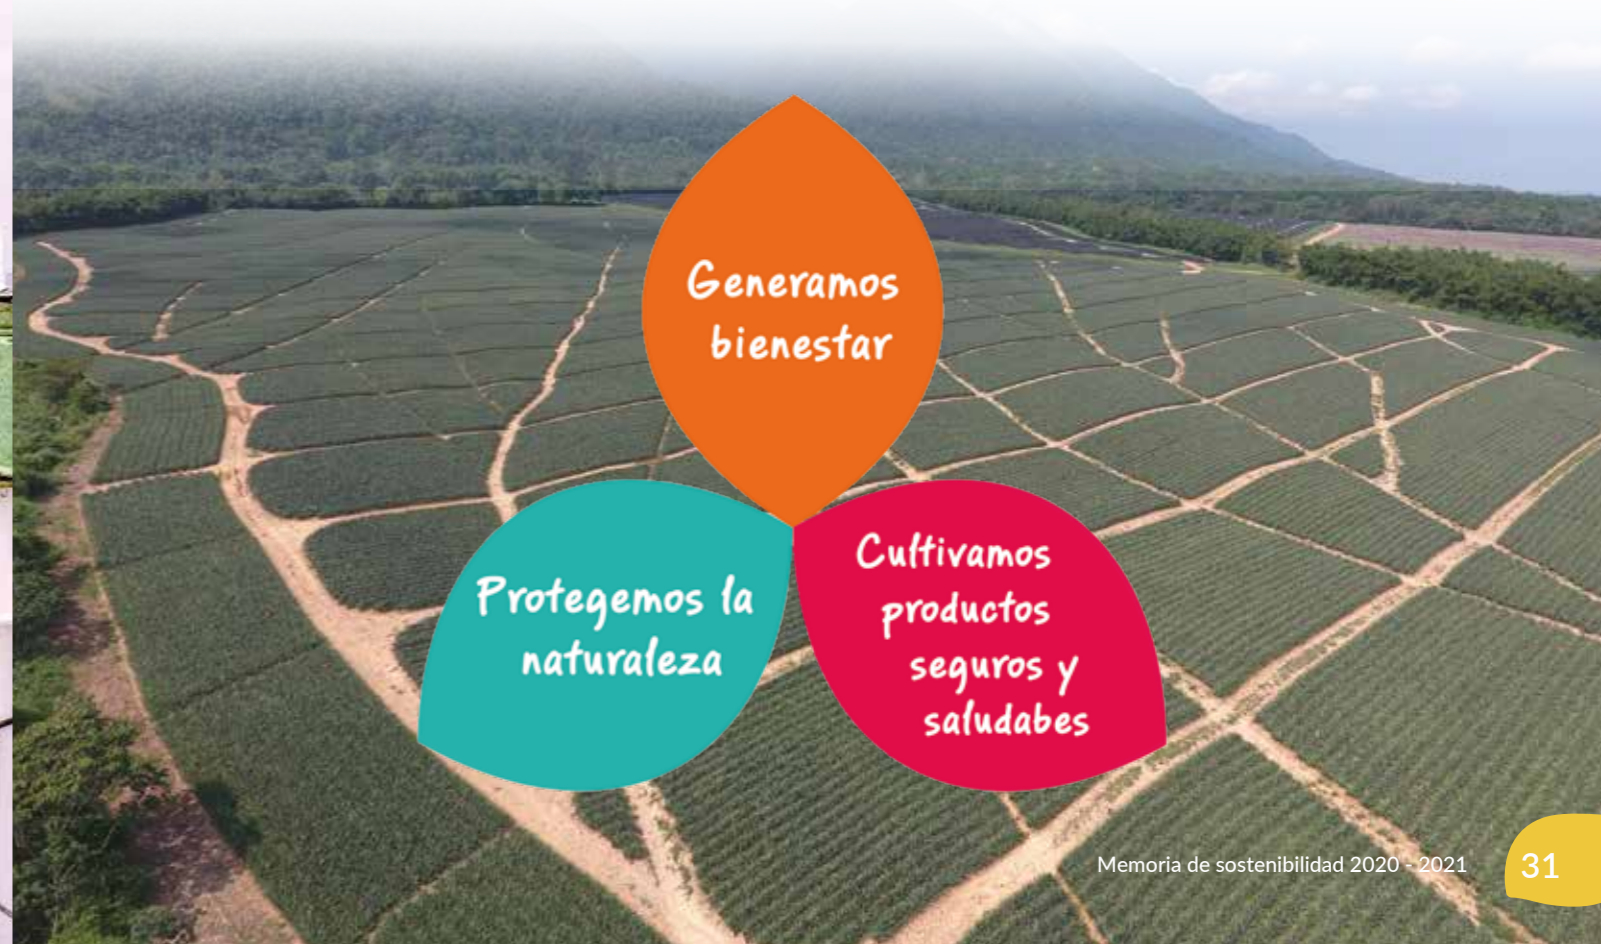 Generamos
bienestar
Protegemos la
naturaleza
Cultivamos
productos
seguros y
saludabes
Memoria de sostenibilidad 2020 - 2021
31